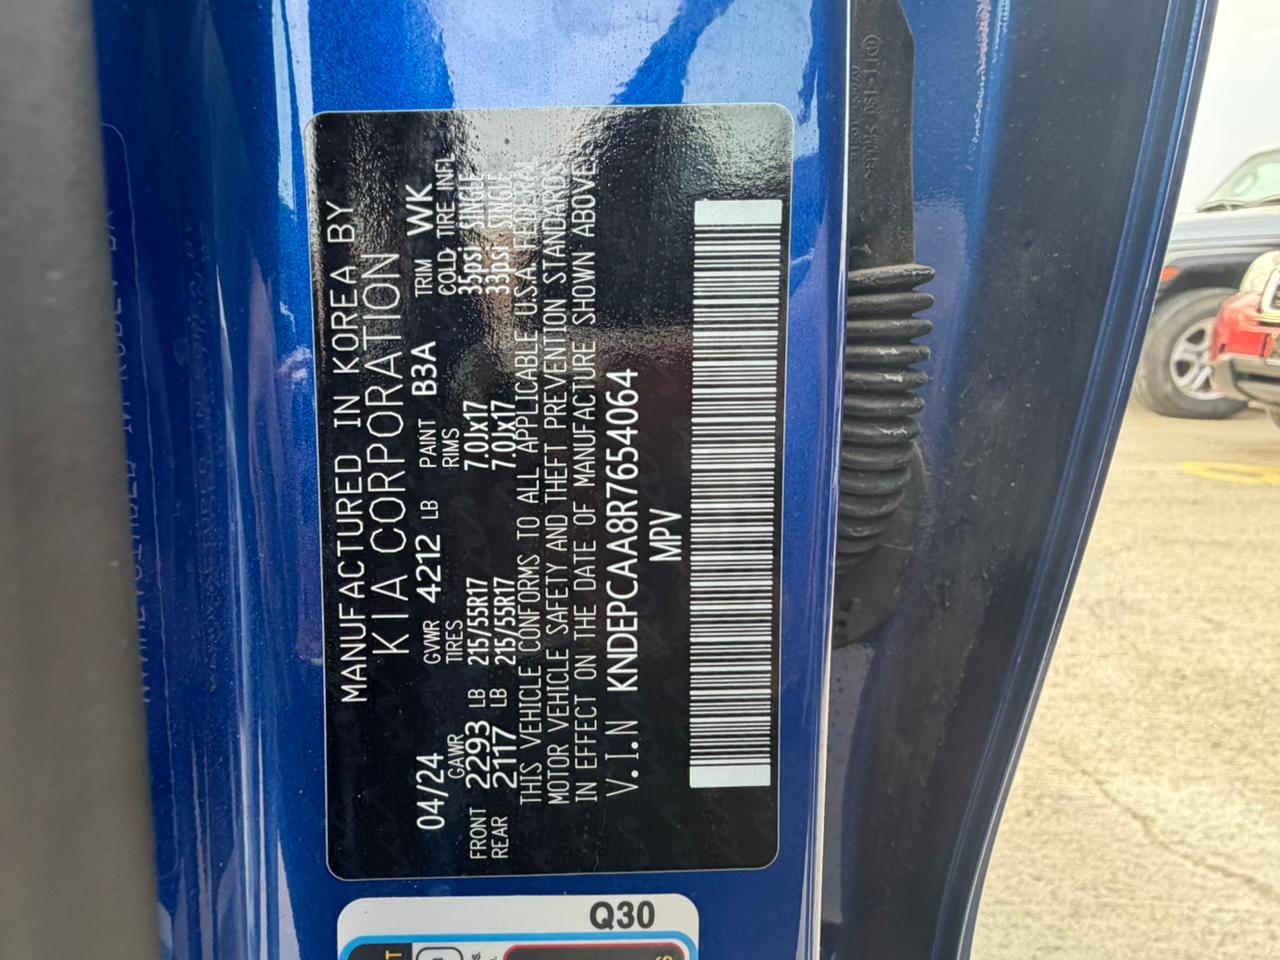 MANUFACTURED IN KOREA BY
KIA CORPORATION
04/24 GVWR 4212 LB PAINT B3A TRIM WK
GAWR TIRES RIMS COLD TIRE INFL
FRONT 2293 LB 215/55R17 7.0Jx17 35psi SINGLE
REAR 2117 LB 215/55R17 7.0Jx17 33psi SINGLE
THIS VEHICLE CONFORMS TO ALL APPLICABLE U.S.A. FEDERAL
MOTOR VEHICLE SAFETY AND THEFT PREVENTION STANDARDS
IN EFFECT ON THE DATE OF MANUFACTURE SHOWN ABOVE.
V.I.N KNDEPCAA8R7654064
MPV
Q30